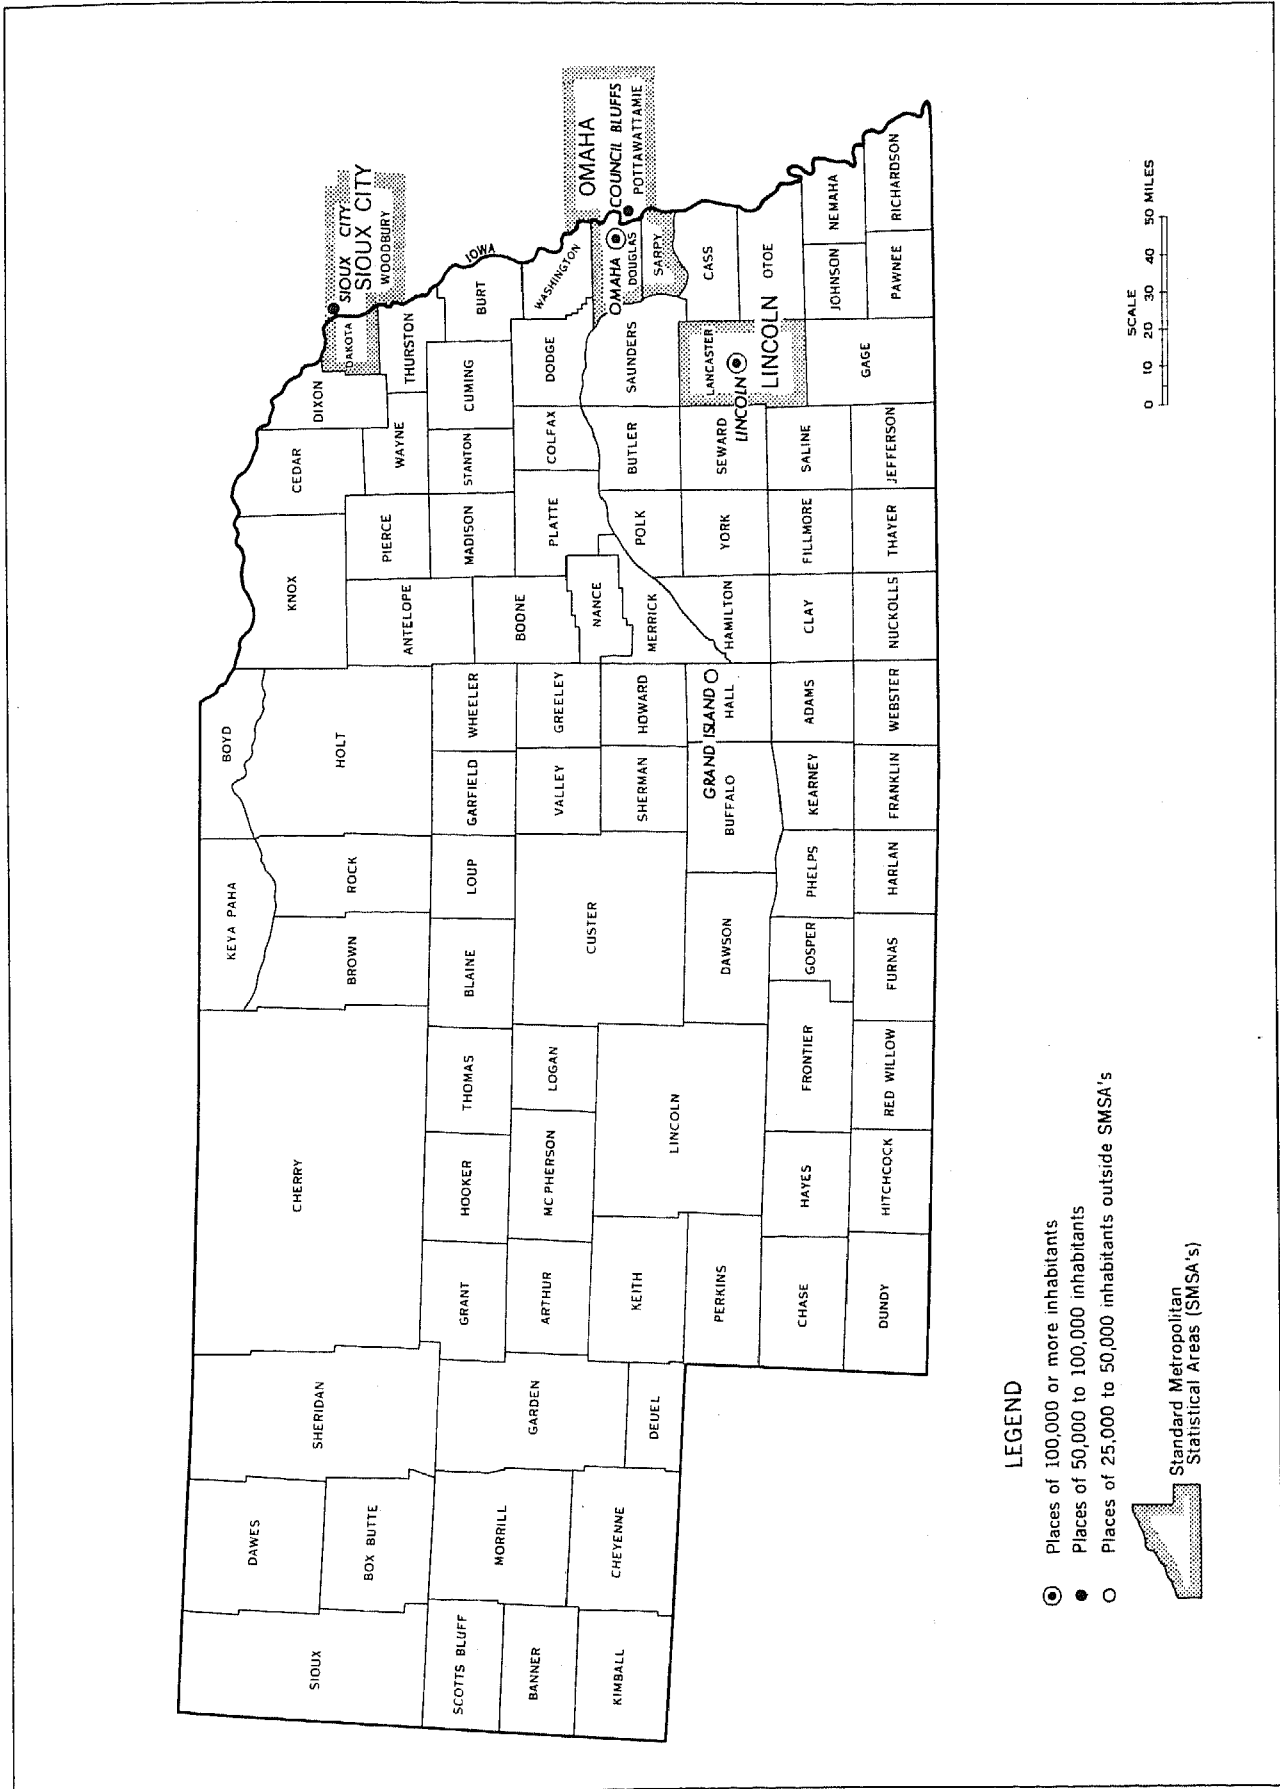 SIOUX
DAWES
BOX BUTTE
SHERIDAN
SCOTTS BLUFF
BANNER
KIMBALL
MORRILL
CHEYENNE
GARDEN
DEUEL
CHERRY
KEYA PAHA
BOYD
BROWN
ROCK
HOLT
KNOX
CEDAR
DIXON
DAKOTA
SIOUX CITY
SIOUX CITY
WOODBURY
ANTELOPE
PIERCE
WAYNE
THURSTON
GRANT
HOOKER
THOMAS
BLAINE
LOUP
GARFIELD
WHEELER
MADISON
STANTON
CUMING
BURT
IOWA
ARTHUR
MC PHERSON
LOGAN
CUSTER
VALLEY
GREELEY
BOONE
PLATTE
COLFAX
DODGE
WASHINGTON
OMAHA
COUNCIL BLUFFS
POTTAWATTAMIE
OMAHA
DOUGLAS
SARPY
KEITH
LINCOLN
SHERMAN
HOWARD
NANCE
MERRICK
POLK
BUTLER
SAUNDERS
PERKINS
DAWSON
BUFFALO
GRAND ISLAND
HALL
HAMILTON
YORK
SEWARD
LANCASTER
LINCOLN
LINCOLN
CASS
OTOE
CHASE
HAYES
FRONTIER
GOSPER
PHELPS
KEARNEY
ADAMS
CLAY
FILLMORE
SALINE
GAGE
JOHNSON
NEMAHA
DUNDY
HITCHCOCK
RED WILLOW
FURNAS
HARLAN
FRANKLIN
WEBSTER
NUCKOLLS
THAYER
JEFFERSON
PAWNEE
RICHARDSON
LEGEND
Places of 100,000 or more inhabitants
Places of 50,000 to 100,000 inhabitants
Places of 25,000 to 50,000 inhabitants outside SMSA's
Standard Metropolitan
Statistical Areas (SMSA's)
SCALE
0 10 20 30 40 50 MILES